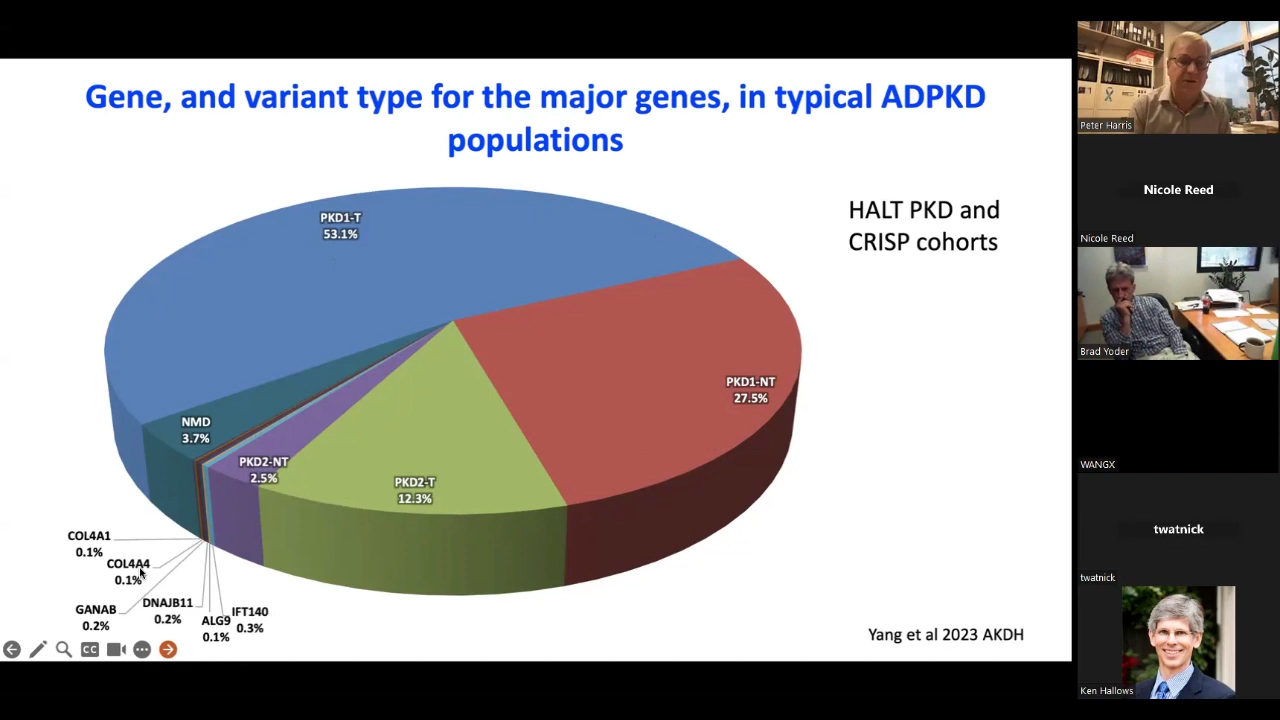 Gene, and variant type for the major genes, in typical ADPKD
populations
HALT PKD and
CRISP cohorts
PKD1-T
53.1%
PKD1-NT
27.5%
NMD
3.7%
PKD2-NT
2.5%
PKD2-T
12.3%
COL4A1
0.1%
COL4A4
0.1%
GANAB
0.2%
DNAJB11
0.2%
ALG9
0.1%
IFT140
0.3%
Yang et al 2023 AKDH
CC
Peter Harris
Nicole Reed
Nicole Reed
Brad Yoder
WANGX
twatnick
twatnick
Ken Hallows